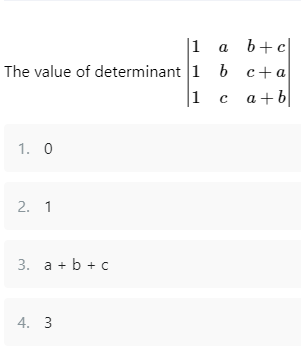 |1 a b+c|
The value of determinant |1 b c+a|
|1 c a+b|
1. 0
2. 1
3. a + b + c
4. 3